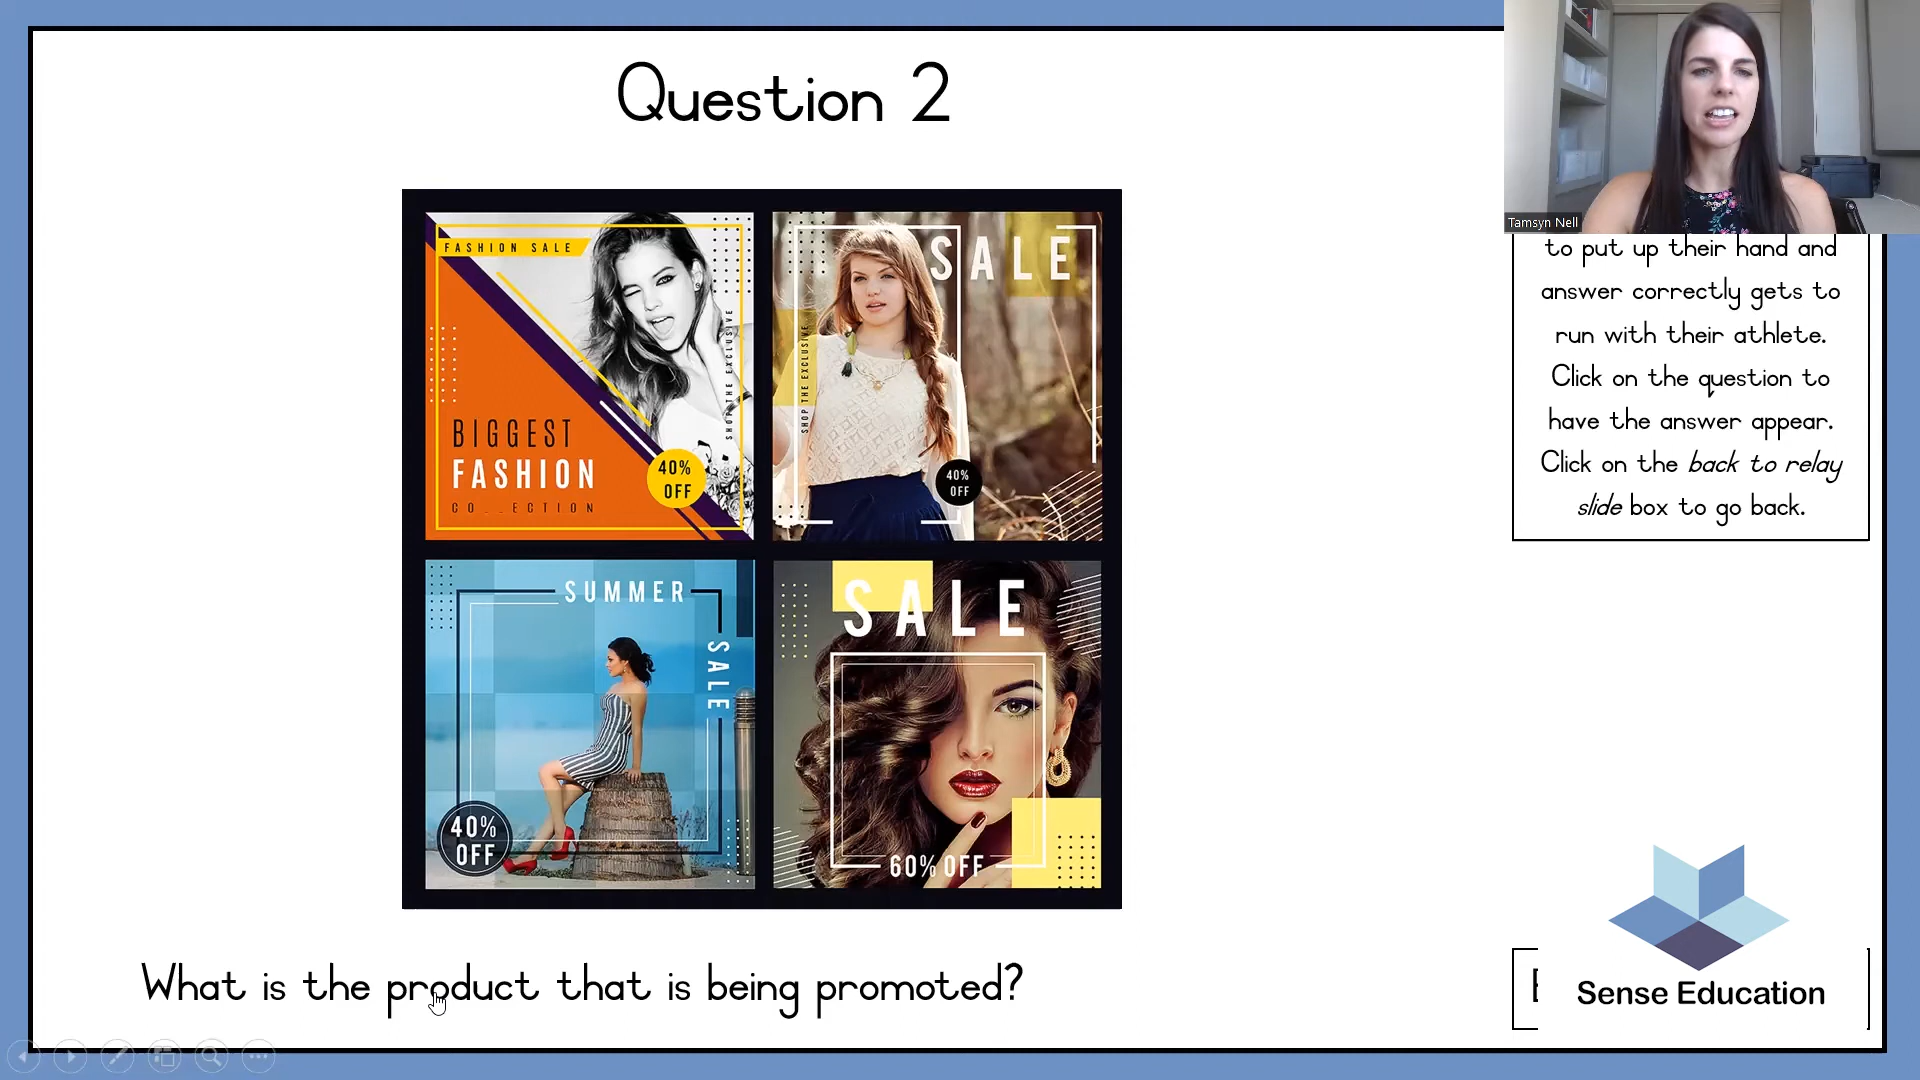 Question 2
FASHION SALE
SHOP THE EXCLUSIVE
BIGGEST
FASHION
40%
OFF
SALE
SHOP THE EXCLUSIVE
40%
OFF
SUMMER
SALE
40%
OFF
SALE
60% OFF
What is the product that is being promoted?
Tamsyn Nell
to put up their hand and
answer correctly gets to
run with their athlete.
Click on the question to
have the answer appear.
Click on the back to relay
slide box to go back.
Sense Education